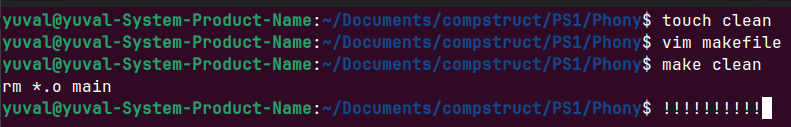 yuval@yuval-System-Product-Name:~/Documents/compstruct/PS1/Phony$ touch clean
yuval@yuval-System-Product-Name:~/Documents/compstruct/PS1/Phony$ vim makefile
yuval@yuval-System-Product-Name:~/Documents/compstruct/PS1/Phony$ make clean
rm *.o main
yuval@yuval-System-Product-Name:~/Documents/compstruct/PS1/Phony$ !!!!!!!!!!